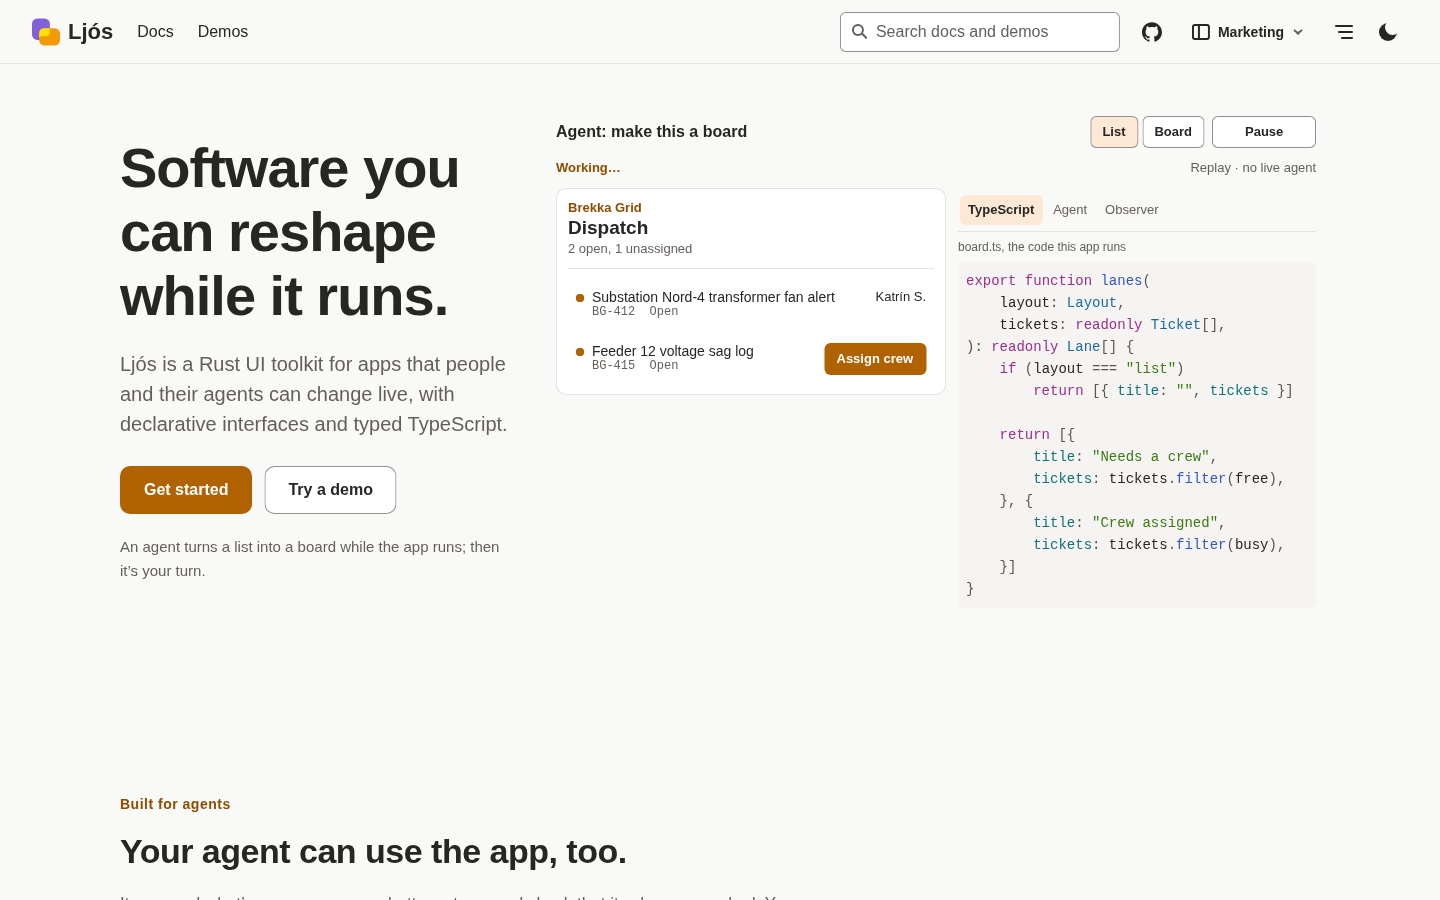 Ljós
Docs
Demos
Search docs and demos
Marketing
Software you
can reshape
while it runs.
Ljós is a Rust UI toolkit for apps that people
and their agents can change live, with
declarative interfaces and typed TypeScript.
Get started
Try a demo
An agent turns a list into a board while the app runs; then
it’s your turn.
Agent: make this a board
List
Board
Pause
Working…
Replay · no live agent
Brekka Grid
Dispatch
2 open, 1 unassigned
Substation Nord-4 transformer fan alert
Katrín S.
BG-412 Open
Feeder 12 voltage sag log
BG-415 Open
Assign crew
TypeScript
Agent
Observer
board.ts, the code this app runs
export function lanes(
    layout: Layout,
    tickets: readonly Ticket[],
): readonly Lane[] {
    if (layout === "list")
        return [{ title: "", tickets }]
    return [{
        title: "Needs a crew",
        tickets: tickets.filter(free),
    }, {
        title: "Crew assigned",
        tickets: tickets.filter(busy),
    }]
}
Built for agents
Your agent can use the app, too.